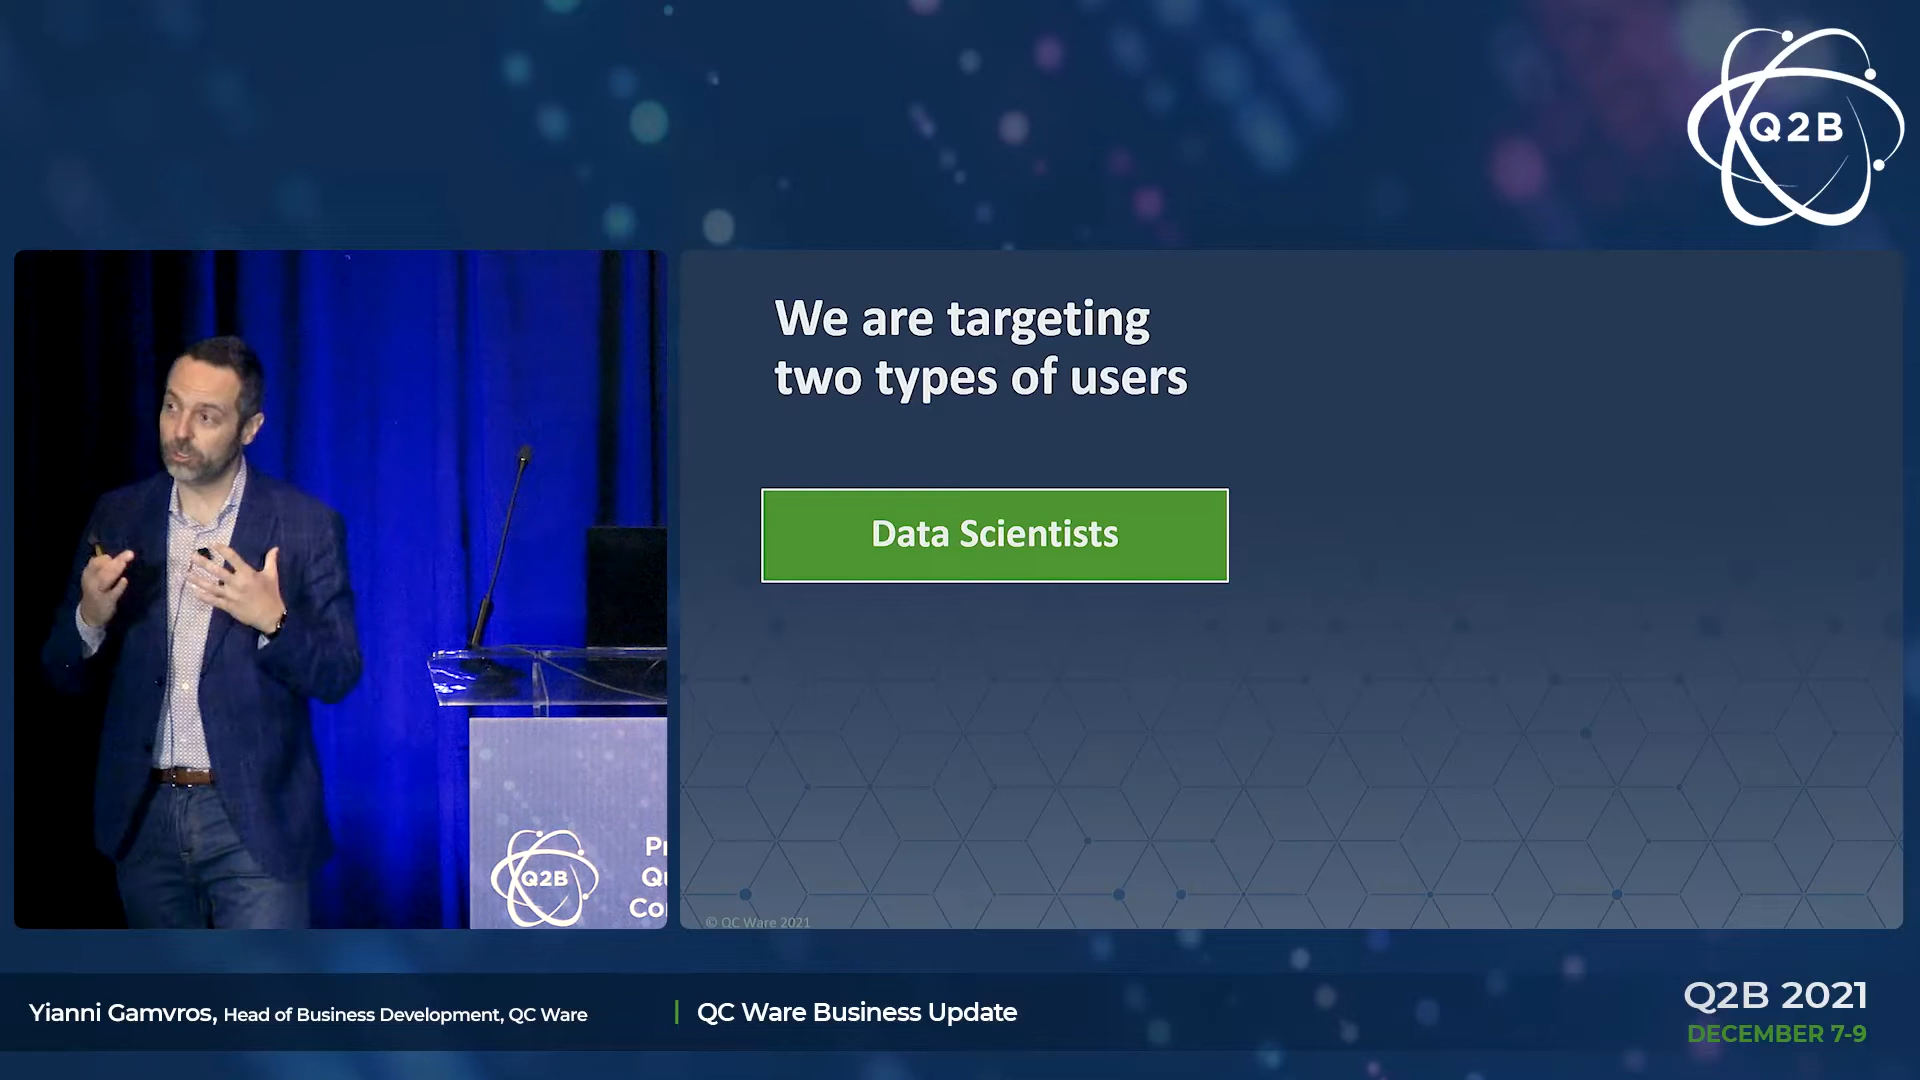 Q2B
We are targeting
two types of users
Data Scientists
© QC Ware 2021
Q2B
Yianni Gamvros, Head of Business Development, QC Ware
QC Ware Business Update
Q2B 2021
DECEMBER 7-9